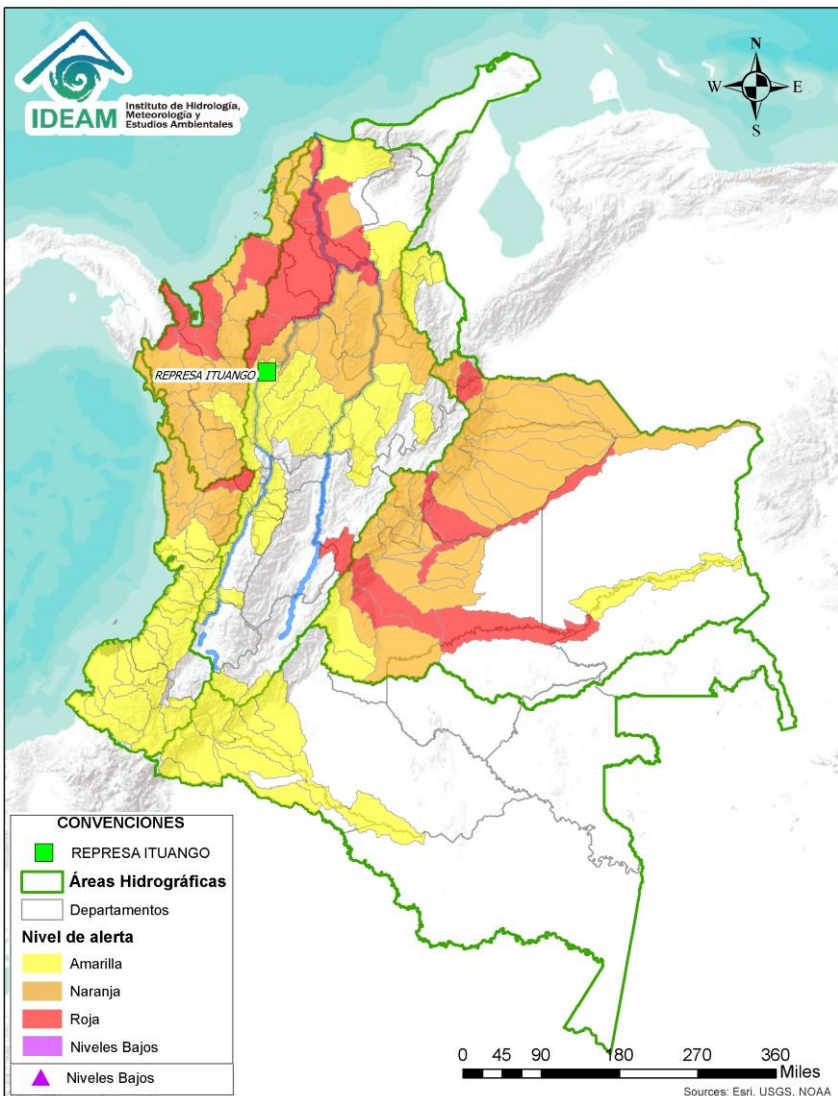 IDEAM
Instituto de Hidrología,
Meteorología y
Estudios Ambientales
N
W
E
S
REPRESA ITUANGO
CONVENCIONES
REPRESA ITUANGO
Áreas Hidrográficas
Departamentos
Nivel de alerta
Amarilla
Naranja
Roja
Niveles Bajos
Niveles Bajos
0 45 90 180 270 360
Miles
Sources: Esri, USGS, NOAA